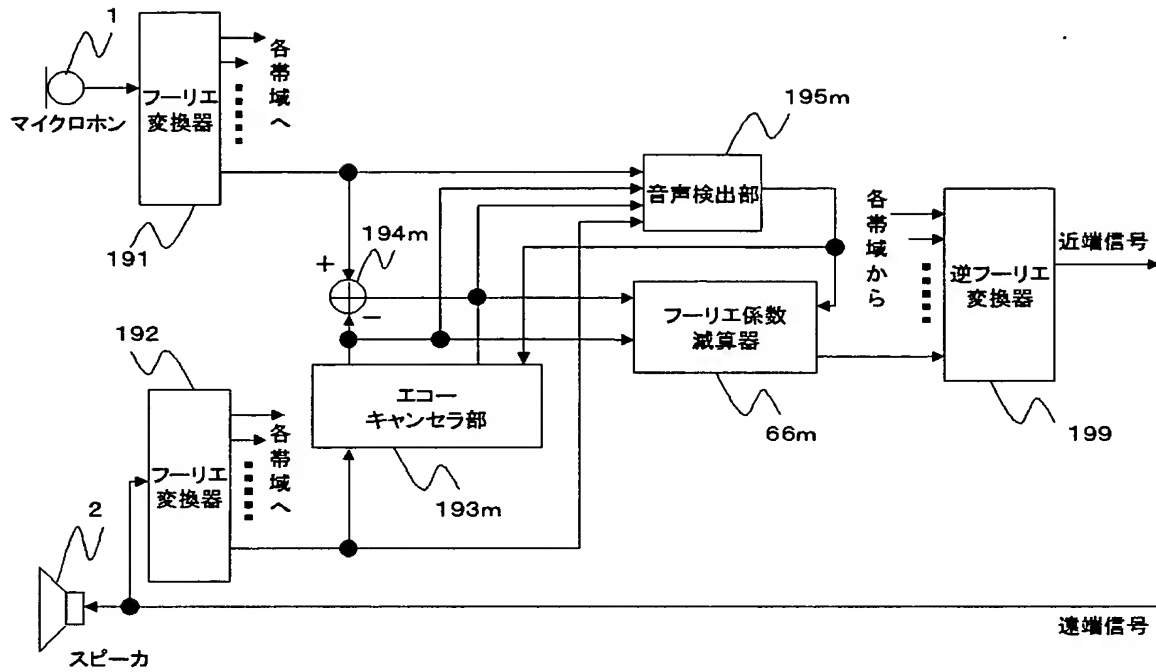 1
マイクロホン
フーリエ
変換器
191
各帯域へ
+
194m
−
195m
音声検出部
フーリエ係数
減算器
66m
各帯域から
逆フーリエ
変換器
199
近端信号
192
フーリエ
変換器
各帯域へ
エコー
キャンセラ部
193m
2
スピーカ
遠端信号